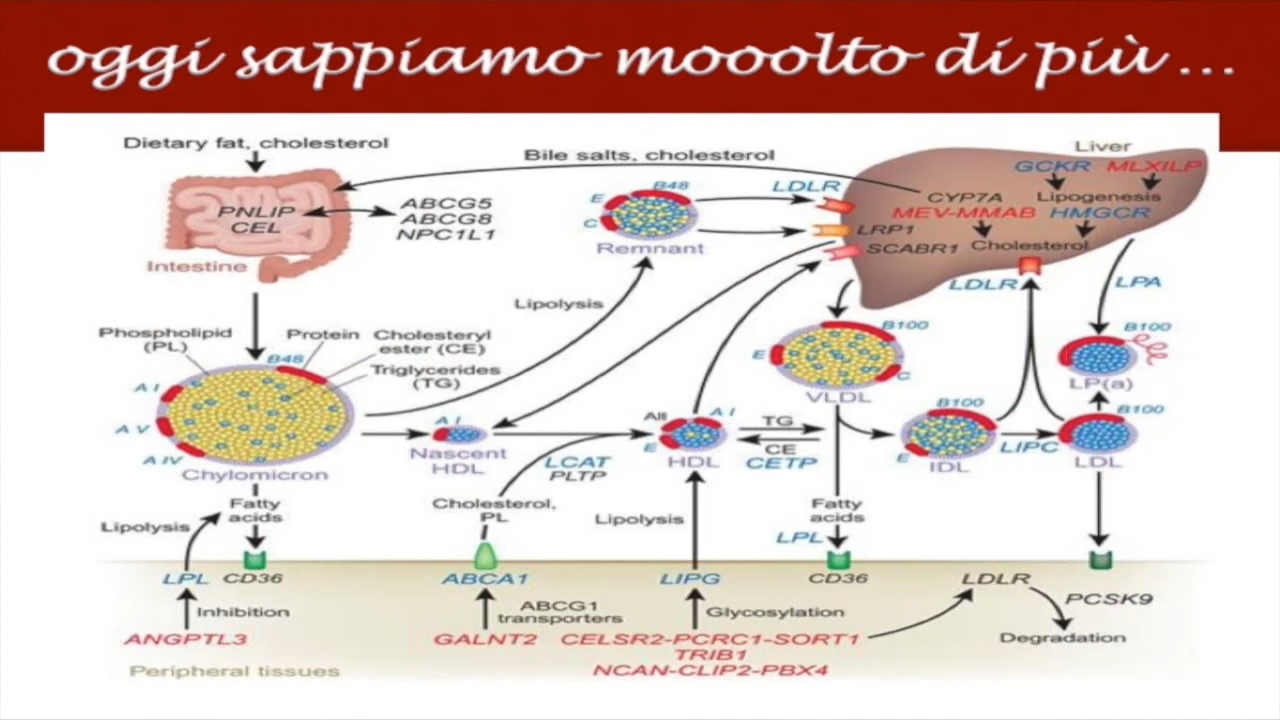 oggi sappiamo mooolto di più ...
Dietary fat, cholesterol
Bile salts, cholesterol
Liver
GCKR MLXILP
CYP7A Lipogenesis
MEV-MMAB HMGCR
Cholesterol
LDLR
LRP1
SCABR1
LDLR
LPA
PNLIP
CEL
ABCG5
ABCG8
NPC1L1
Intestine
B48
E
C
Remnant
Lipolysis
Phospholipid
(PL)
Protein
Cholesteryl
ester (CE)
Triglycerides
(TG)
B48
A I
A V
A IV
Chylomicron
A I
Nascent
HDL
LCAT
PLTP
AII
A I
E
HDL
TG
CE
CETP
B100
E
C
VLDL
B100
E
IDL
LIPC
B100
LP(a)
B100
LDL
Fatty
acids
Lipolysis
Cholesterol,
PL
Lipolysis
Fatty
acids
LPL
LPL CD36
ABCA1
LIPG
CD36
LDLR
PCSK9
Degradation
Inhibition
ABCG1
transporters
Glycosylation
ANGPTL3
GALNT2
CELSR2-PCRC1-SORT1
TRIB1
NCAN-CLIP2-PBX4
Peripheral tissues